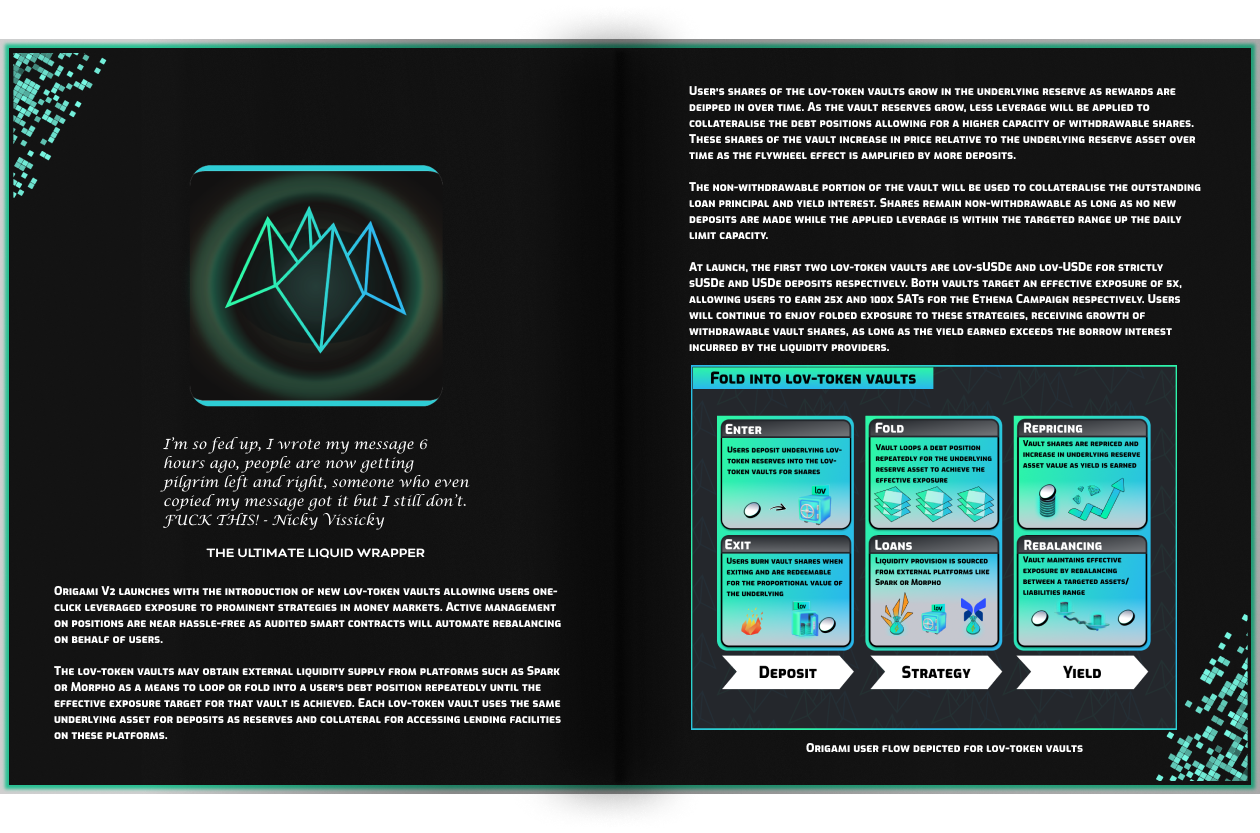 I'm so fed up, I wrote my message 6
hours ago, people are now getting
pilgrim left and right, someone who even
copied my message got it but I still don't.
FUCK THIS! - Nicky Vissicky
THE ULTIMATE LIQUID WRAPPER
Origami V2 launches with the introduction of new lov-token vaults allowing users one-
click leveraged exposure to prominent strategies in money markets. Active management
on positions are near hassle-free as audited smart contracts will automate rebalancing
on behalf of users.
The lov-token vaults may obtain external liquidity supply from platforms such as Spark
or Morpho as a means to loop or fold into a user's debt position repeatedly until the
effective exposure target for that vault is achieved. Each lov-token vault uses the same
underlying asset for deposits as reserves and collateral for accessing lending facilities
on these platforms.
User's shares of the lov-token vaults grow in the underlying reserve as rewards are
deipped in over time. As the vault reserves grow, less leverage will be applied to
collateralise the debt positions allowing for a higher capacity of withdrawable shares.
These shares of the vault increase in price relative to the underlying reserve asset over
time as the flywheel effect is amplified by more deposits.
The non-withdrawable portion of the vault will be used to collateralise the outstanding
loan principal and yield interest. Shares remain non-withdrawable as long as no new
deposits are made while the applied leverage is within the targeted range up the daily
limit capacity.
At launch, the first two lov-token vaults are lov-sUSDe and lov-USDe for strictly
sUSDe and USDe deposits respectively. Both vaults target an effective exposure of 5x,
allowing users to earn 25x and 100x SATs for the Ethena Campaign respectively. Users
will continue to enjoy folded exposure to these strategies, receiving growth of
withdrawable vault shares, as long as the yield earned exceeds the borrow interest
incurred by the liquidity providers.
Fold into lov-token vaults
Enter
Users deposit underlying lov-
token reserves into the lov-
token vaults for shares
lov
Fold
Vault loops a debt position
repeatedly for the underlying
reserve asset to achieve the
effective exposure
Repricing
Vault shares are repriced and
increase in underlying reserve
asset value as yield is earned
Exit
Users burn vault shares when
exiting and are redeemable
for the proportional value of
the underlying
lov
Loans
Liquidity provision is sourced
from external platforms like
Spark or Morpho
lov
Rebalancing
Vault maintains effective
exposure by rebalancing
between a targeted assets/
liabilities range
Deposit
Strategy
Yield
Origami user flow depicted for lov-token vaults